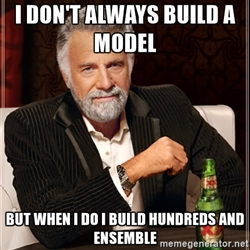 I DON'T ALWAYS BUILD A
MODEL
BUT WHEN I DO I BUILD HUNDREDS AND
ENSEMBLE
memegenerator.net